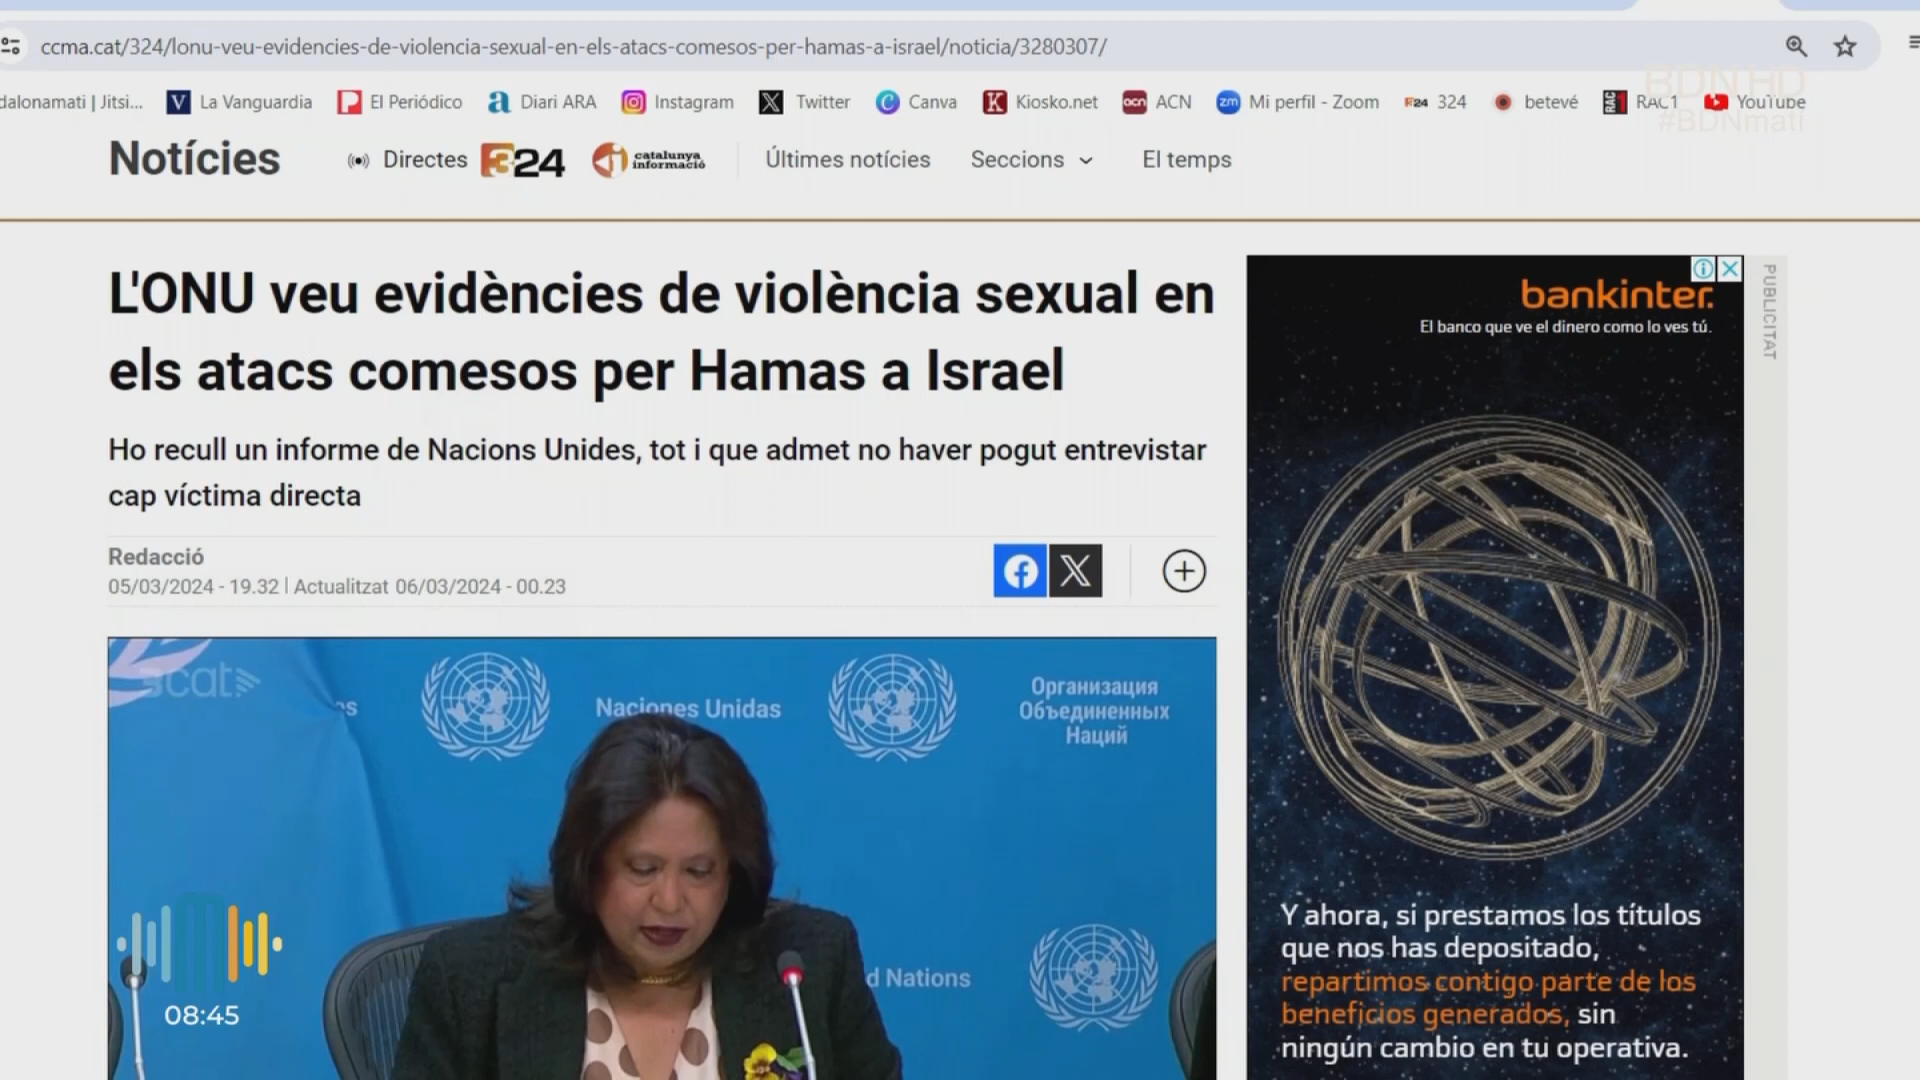 ccma.cat/324/lonu-veu-evidencies-de-violencia-sexual-en-els-atacs-comesos-per-hamas-a-israel/noticia/3280307/
BDN HD
dalonamati | Jitsi... La Vanguardia El Periódico Diari ARA Instagram Twitter Canva Kiosko.net ACN Mi perfil - Zoom 324 betevé RAC1 YouTube
#BDNmatí
Notícies Directes 324 catalunya informació Últimes notícies Seccions El temps
L'ONU veu evidències de violència sexual en
els atacs comesos per Hamas a Israel
Ho recull un informe de Nacions Unides, tot i que admet no haver pogut entrevistar
cap víctima directa
Redacció
05/03/2024 - 19.32 | Actualitzat 06/03/2024 - 00.23
3cat
Naciones Unidas
Организация
Объединенных
Наций
d Nations
08:45
PUBLICITAT
bankinter.
El banco que ve el dinero como lo ves tú.
Y ahora, si prestamos los títulos
que nos has depositado,
repartimos contigo parte de los
beneficios generados, sin
ningún cambio en tu operativa.